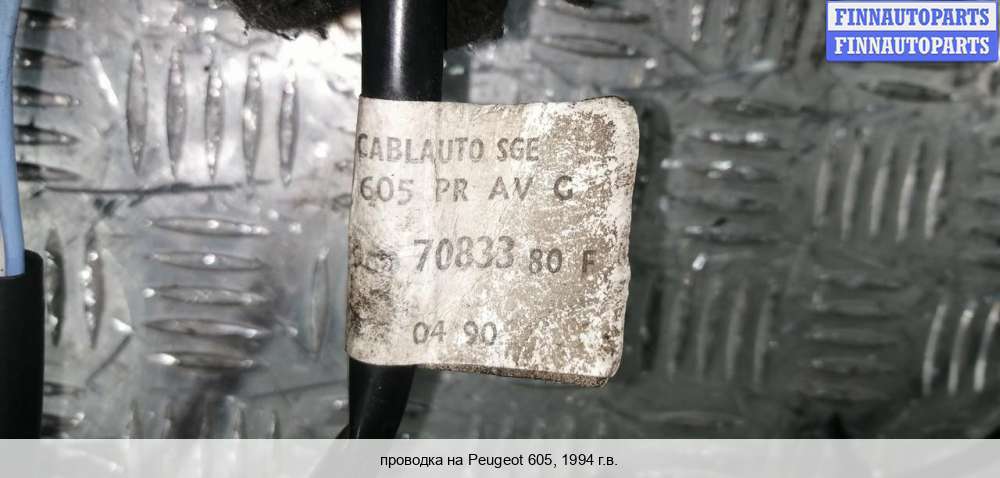 FINNAUTOPARTS
FINNAUTOPARTS
CABLAUTO SGE
605 PR AV G
70833 80 F
04 90
проводка на Peugeot 605, 1994 г.в.